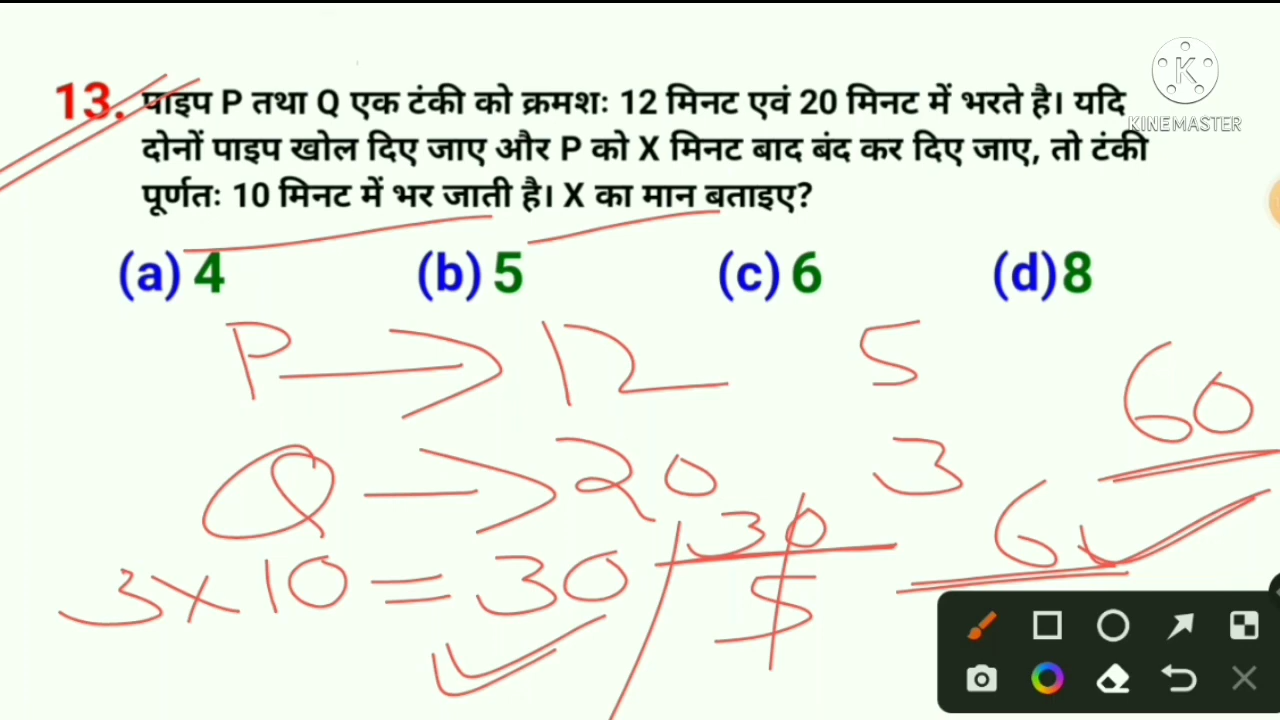 13. पाइप P तथा Q एक टंकी को क्रमशः 12 मिनट एवं 20 मिनट में भरते है। यदि
दोनों पाइप खोल दिए जाए और P को X मिनट बाद बंद कर दिए जाए, तो टंकी
पूर्णतः 10 मिनट में भर जाती है। X का मान बताइए?
KINEMASTER
(a) 4 (b) 5 (c) 6 (d) 8
P → 12 5
60
Q → 20 3
30
5
6
3 x 10 = 30